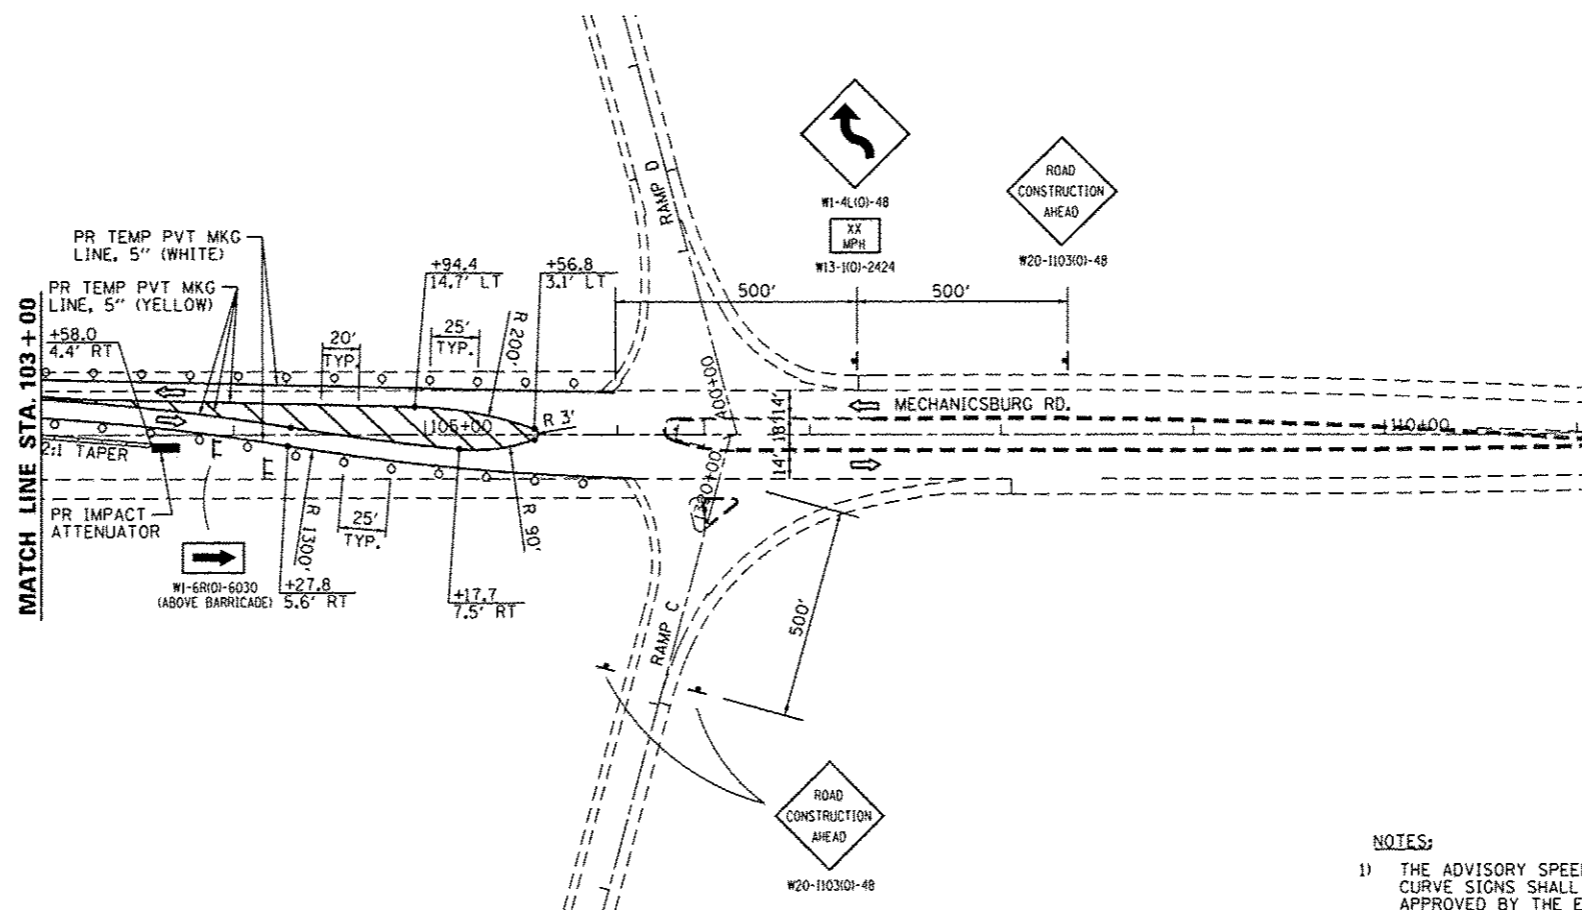 MATCH LINE STA. 103+00
PR TEMP PVT MKG
LINE, 5" (WHITE)
PR TEMP PVT MKG
LINE, 5" (YELLOW)
+58.0
4.4' RT
20'
TYP.
+94.4
14.7' LT
25'
TYP.
R 200'
+56.8
3.1' LT
R 3'
105+00
2:1 TAPER
PR IMPACT
ATTENUATOR
W1-6R(O)-6030
(ABOVE BARRICADE)
R 1300'
+27.8
5.6' RT
25'
TYP.
+17.7
7.5' RT
R 90'
RAMP D
W1-4L(O)-48
XX
MPH
W13-1(O)-2424
ROAD
CONSTRUCTION
AHEAD
W20-1103(O)-48
500'
500'
14'
18'
14'
MECHANICSBURG RD.
110+00
RAMP C
500'
ROAD
CONSTRUCTION
AHEAD
W20-1103(O)-48
NOTES:
1) THE ADVISORY SPEE
CURVE SIGNS SHALL
APPROVED BY THE E